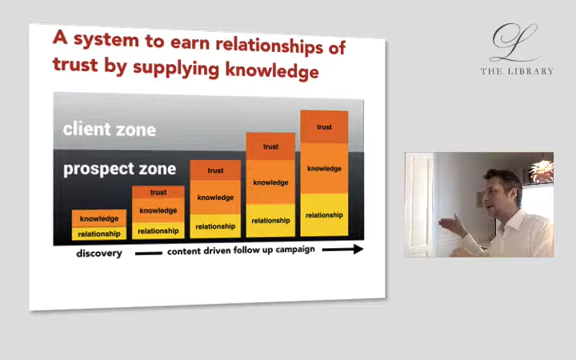 A system to earn relationships of
trust by supplying knowledge
L
THE LIBRARY
client zone
prospect zone
knowledge
relationship
trust
knowledge
relationship
trust
knowledge
relationship
trust
knowledge
relationship
trust
knowledge
relationship
discovery
content driven follow up campaign